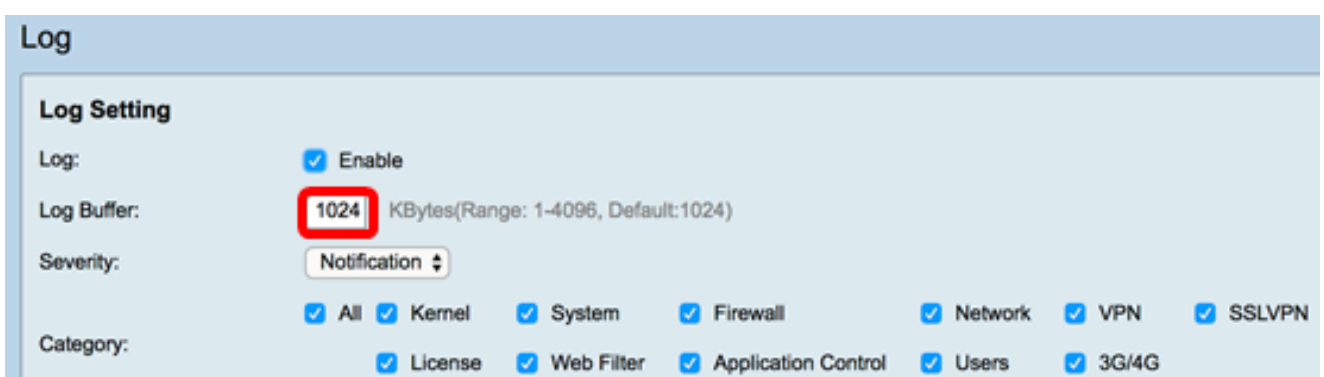 Log
Log Setting
Log: Enable
Log Buffer: 1024 KBytes(Range: 1-4096, Default:1024)
Severity: Notification
All Kernel System Firewall Network VPN SSLVPN
Category:
License Web Filter Application Control Users 3G/4G